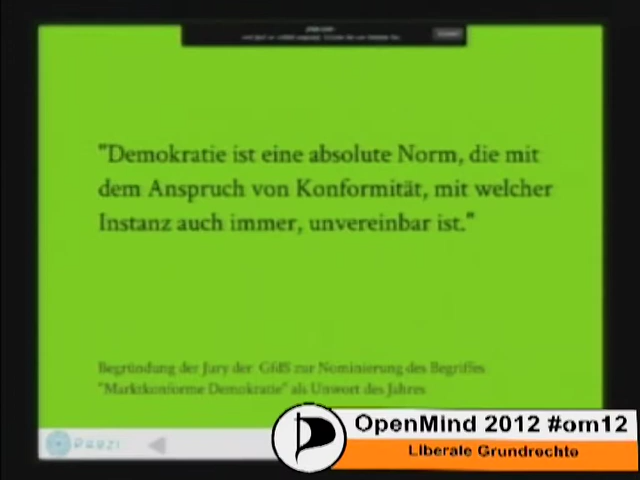 "Demokratie ist eine absolute Norm, die mit
dem Anspruch von Konformität, mit welcher
Instanz auch immer, unvereinbar ist."
Begründung der Jury der GfdS zur Nominierung des Begriffes
"Marktkonforme Demokratie" als Unwort des Jahres
Prezi
OpenMind 2012 #om12
Liberale Grundrechte